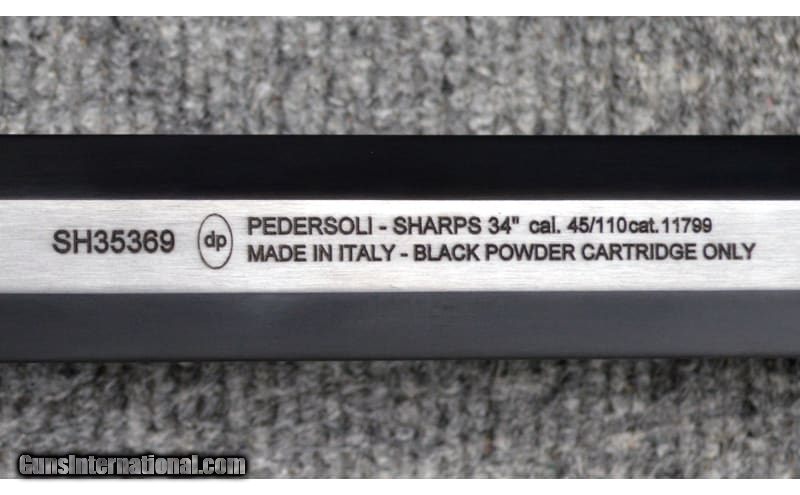 SH35369 dp PEDERSOLI - SHARPS 34" cal. 45/110cat.11799
MADE IN ITALY - BLACK POWDER CARTRIDGE ONLY
GunsInternational.com